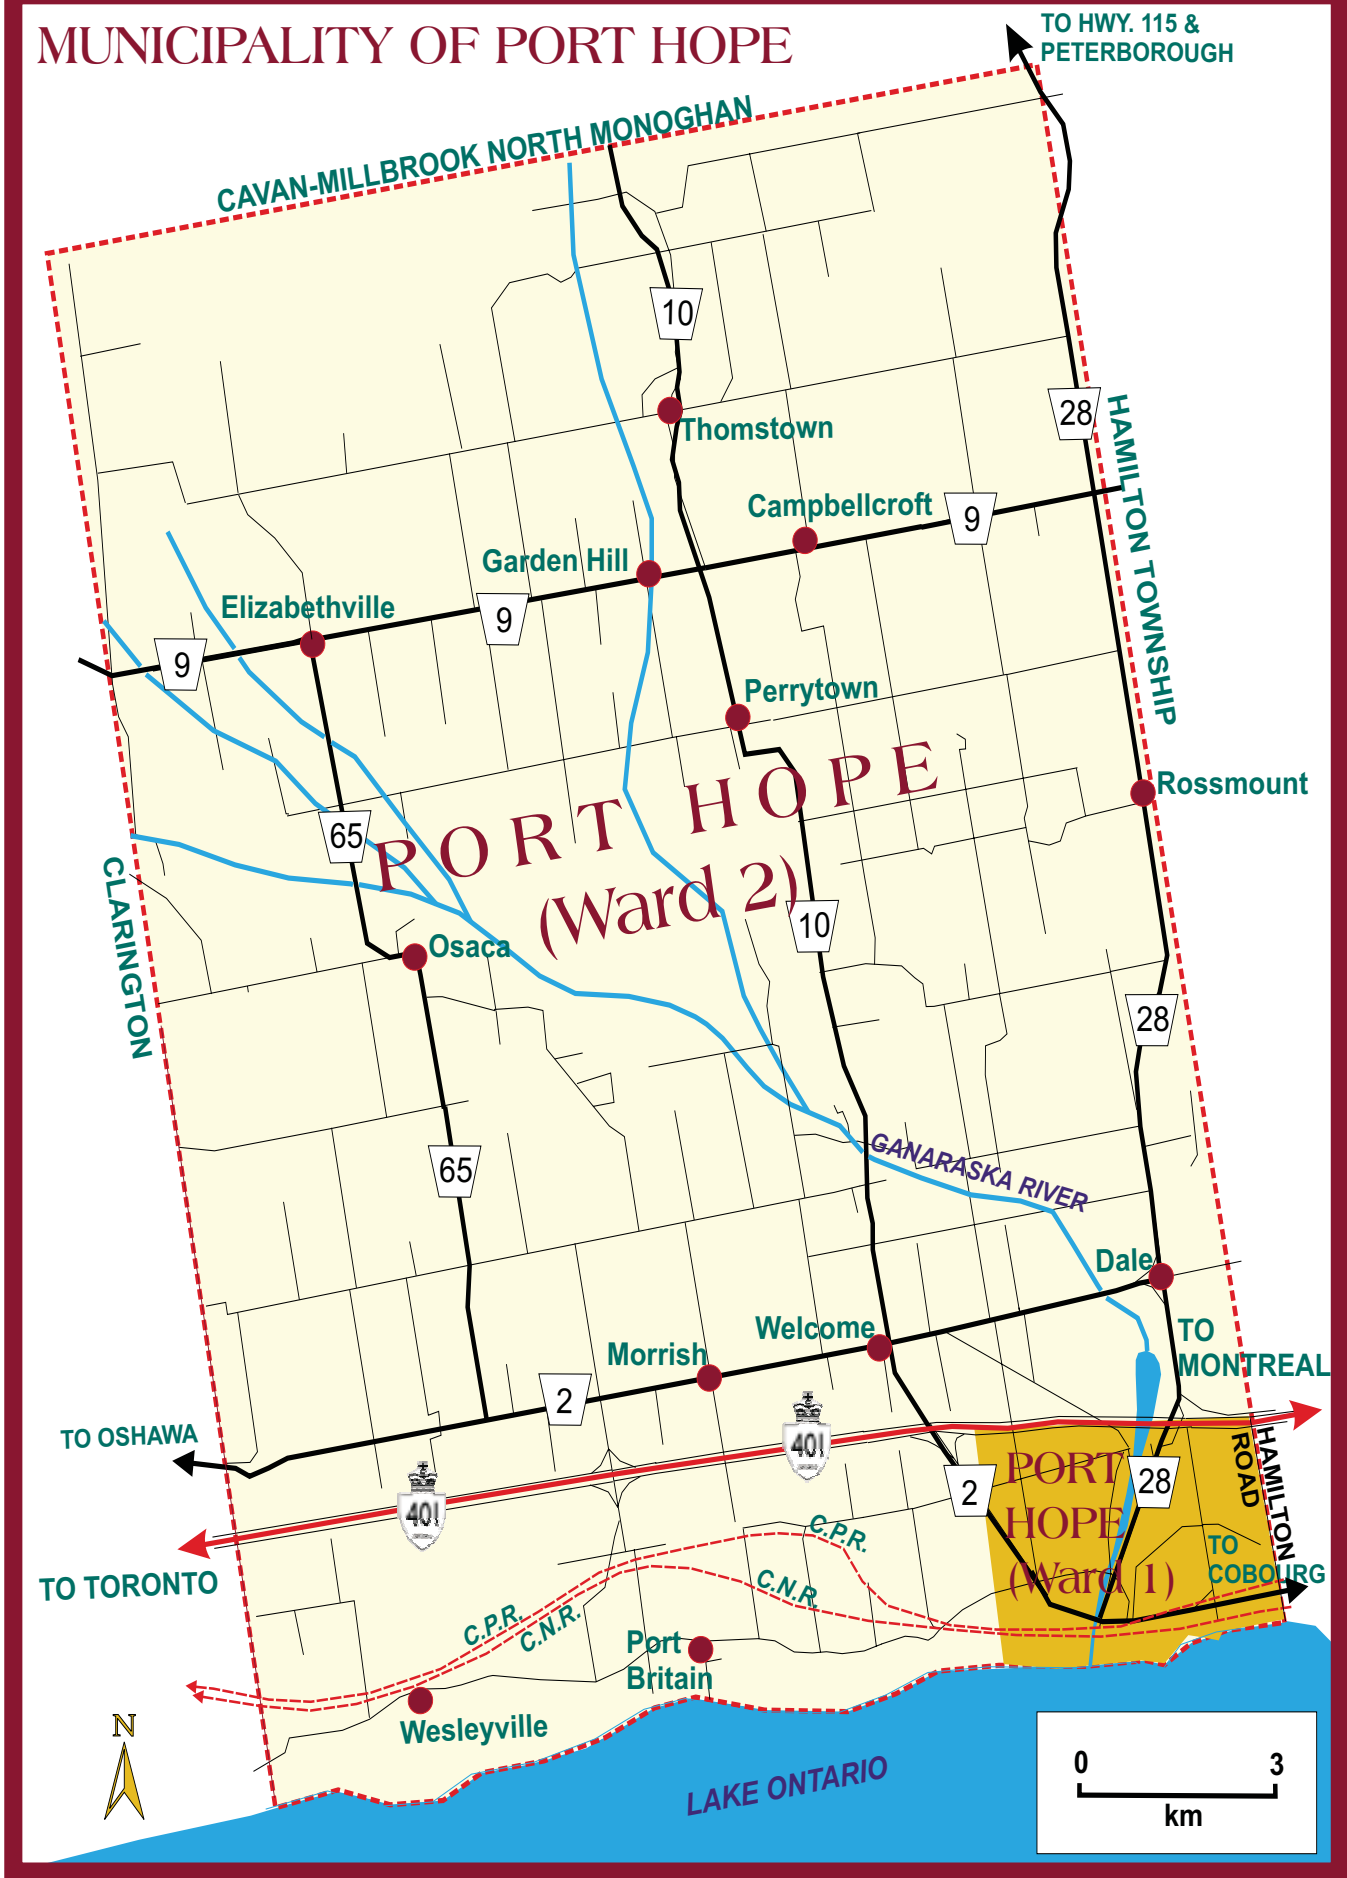 MUNICIPALITY OF PORT HOPE
TO HWY. 115 &
PETERBOROUGH
CAVAN-MILLBROOK NORTH MONOGHAN
10
28
Thomstown
HAMILTON TOWNSHIP
Campbellcroft
9
Garden Hill
Elizabethville
9
9
Perrytown
Rossmount
PORT HOPE
(Ward 2)
65
CLARINGTON
10
Osaca
28
GANARASKA RIVER
65
Dale
Welcome
TO
MONTREAL
Morrish
2
TO OSHAWA
401
401
HAMILTON
ROAD
PORT
HOPE
(Ward 1)
2
28
TO TORONTO
C.P.R.
C.N.R.
TO
COBOURG
C.P.R.
C.N.R.
Port
Britain
Wesleyville
N
LAKE ONTARIO
0 3
km